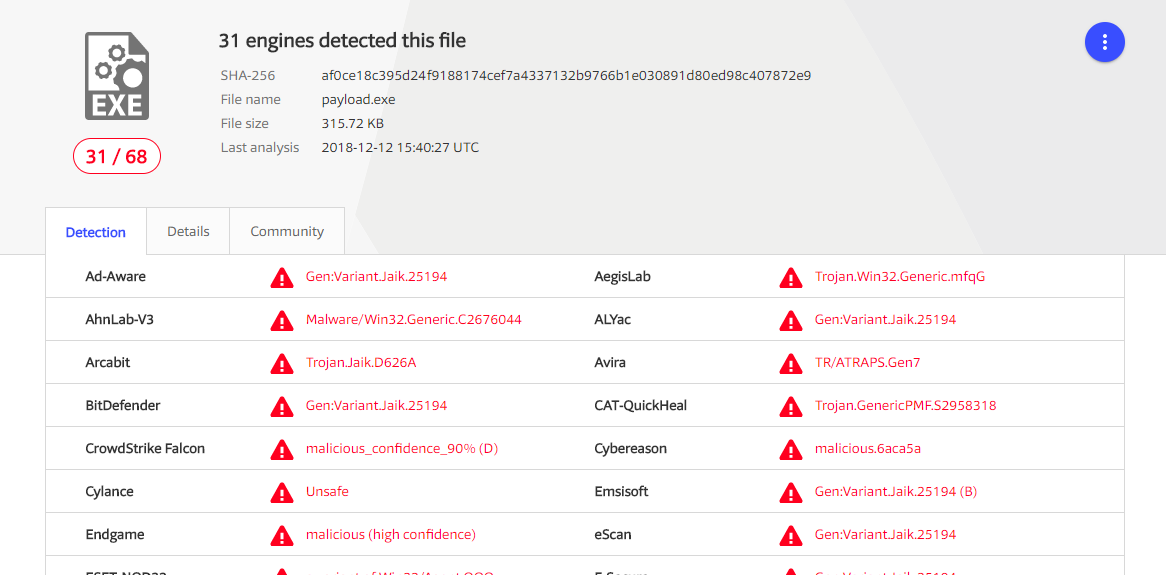 31 engines detected this file
SHA-256 af0ce18c395d24f9188174cef7a4337132b9766b1e030891d80ed98c407872e9
File name payload.exe
File size 315.72 KB
Last analysis 2018-12-12 15:40:27 UTC
EXE
31 / 68
Detection Details Community
Ad-Aware Gen:Variant.Jaik.25194 AegisLab Trojan.Win32.Generic.mfqG
AhnLab-V3 Malware/Win32.Generic.C2676044 ALYac Gen:Variant.Jaik.25194
Arcabit Trojan.Jaik.D626A Avira TR/ATRAPS.Gen7
BitDefender Gen:Variant.Jaik.25194 CAT-QuickHeal Trojan.GenericPMF.S2958318
CrowdStrike Falcon malicious_confidence_90% (D) Cybereason malicious.6aca5a
Cylance Unsafe Emsisoft Gen:Variant.Jaik.25194 (B)
Endgame malicious (high confidence) eScan Gen:Variant.Jaik.25194